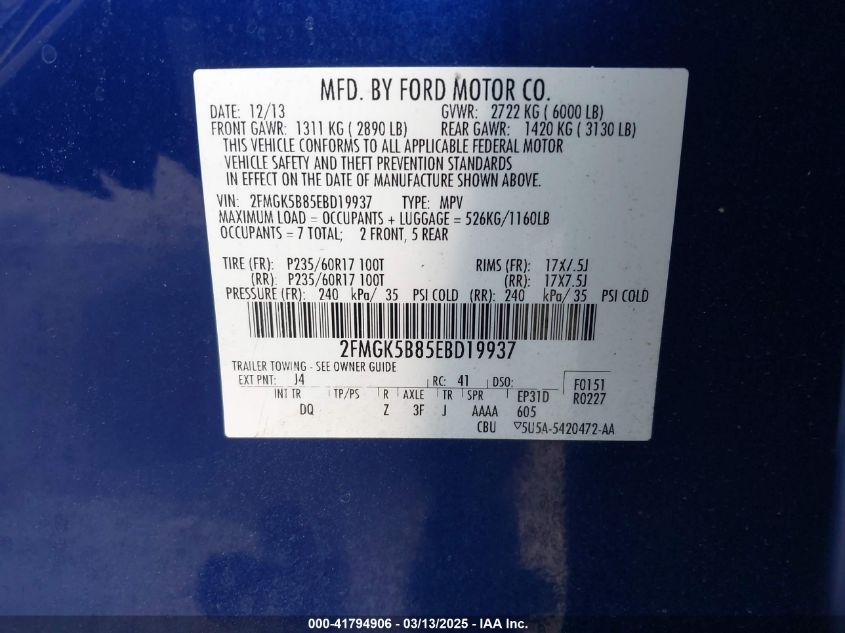 MFD. BY FORD MOTOR CO.
DATE: 12/13 GVWR: 2722 KG ( 6000 LB)
FRONT GAWR: 1311 KG ( 2890 LB) REAR GAWR: 1420 KG ( 3130 LB)
THIS VEHICLE CONFORMS TO ALL APPLICABLE FEDERAL MOTOR
VEHICLE SAFETY AND THEFT PREVENTION STANDARDS
IN EFFECT ON THE DATE OF MANUFACTURE SHOWN ABOVE.
VIN: 2FMGK5B85EBD19937 TYPE: MPV
MAXIMUM LOAD = OCCUPANTS + LUGGAGE = 526KG/1160LB
OCCUPANTS = 7 TOTAL; 2 FRONT, 5 REAR
TIRE (FR): P235/60R17 100T RIMS (FR): 17X7.5J
(RR): P235/60R17 100T (RR): 17X7.5J
PRESSURE (FR): 240 kPa/ 35 PSI COLD (RR): 240 kPa/ 35 PSI COLD
2FMGK5B85EBD19937
TRAILER TOWING - SEE OWNER GUIDE
EXT PNT: J4 RC: 41 DSO: F0151
INT TR TP/PS R AXLE TR SPR EP31D R0227
DQ Z 3F J AAAA 605
CBU ▽5U5A-5420472-AA
000-41794906 - 03/13/2025 - IAA Inc.